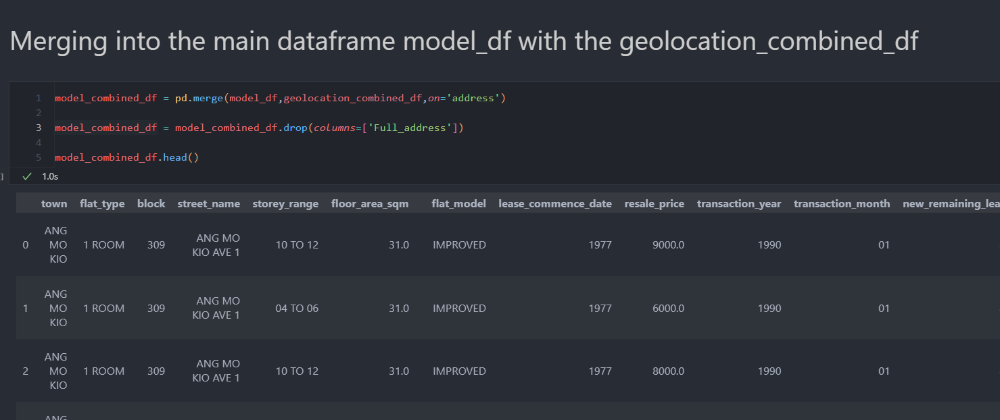 Merging into the main dataframe model_df with the geolocation_combined_df
1 model_combined_df = pd.merge(model_df,geolocation_combined_df,on='address')
2
3 model_combined_df = model_combined_df.drop(columns=['Full_address'])
4
5 model_combined_df.head()
] ✓ 1.0s
town flat_type block street_name storey_range floor_area_sqm flat_model lease_commence_date resale_price transaction_year transaction_month new_remaining_lea
0 ANG MO KIO 1 ROOM 309 ANG MO KIO AVE 1 10 TO 12 31.0 IMPROVED 1977 9000.0 1990 01
1 ANG MO KIO 1 ROOM 309 ANG MO KIO AVE 1 04 TO 06 31.0 IMPROVED 1977 6000.0 1990 01
2 ANG MO KIO 1 ROOM 309 ANG MO KIO AVE 1 10 TO 12 31.0 IMPROVED 1977 8000.0 1990 01
ANG